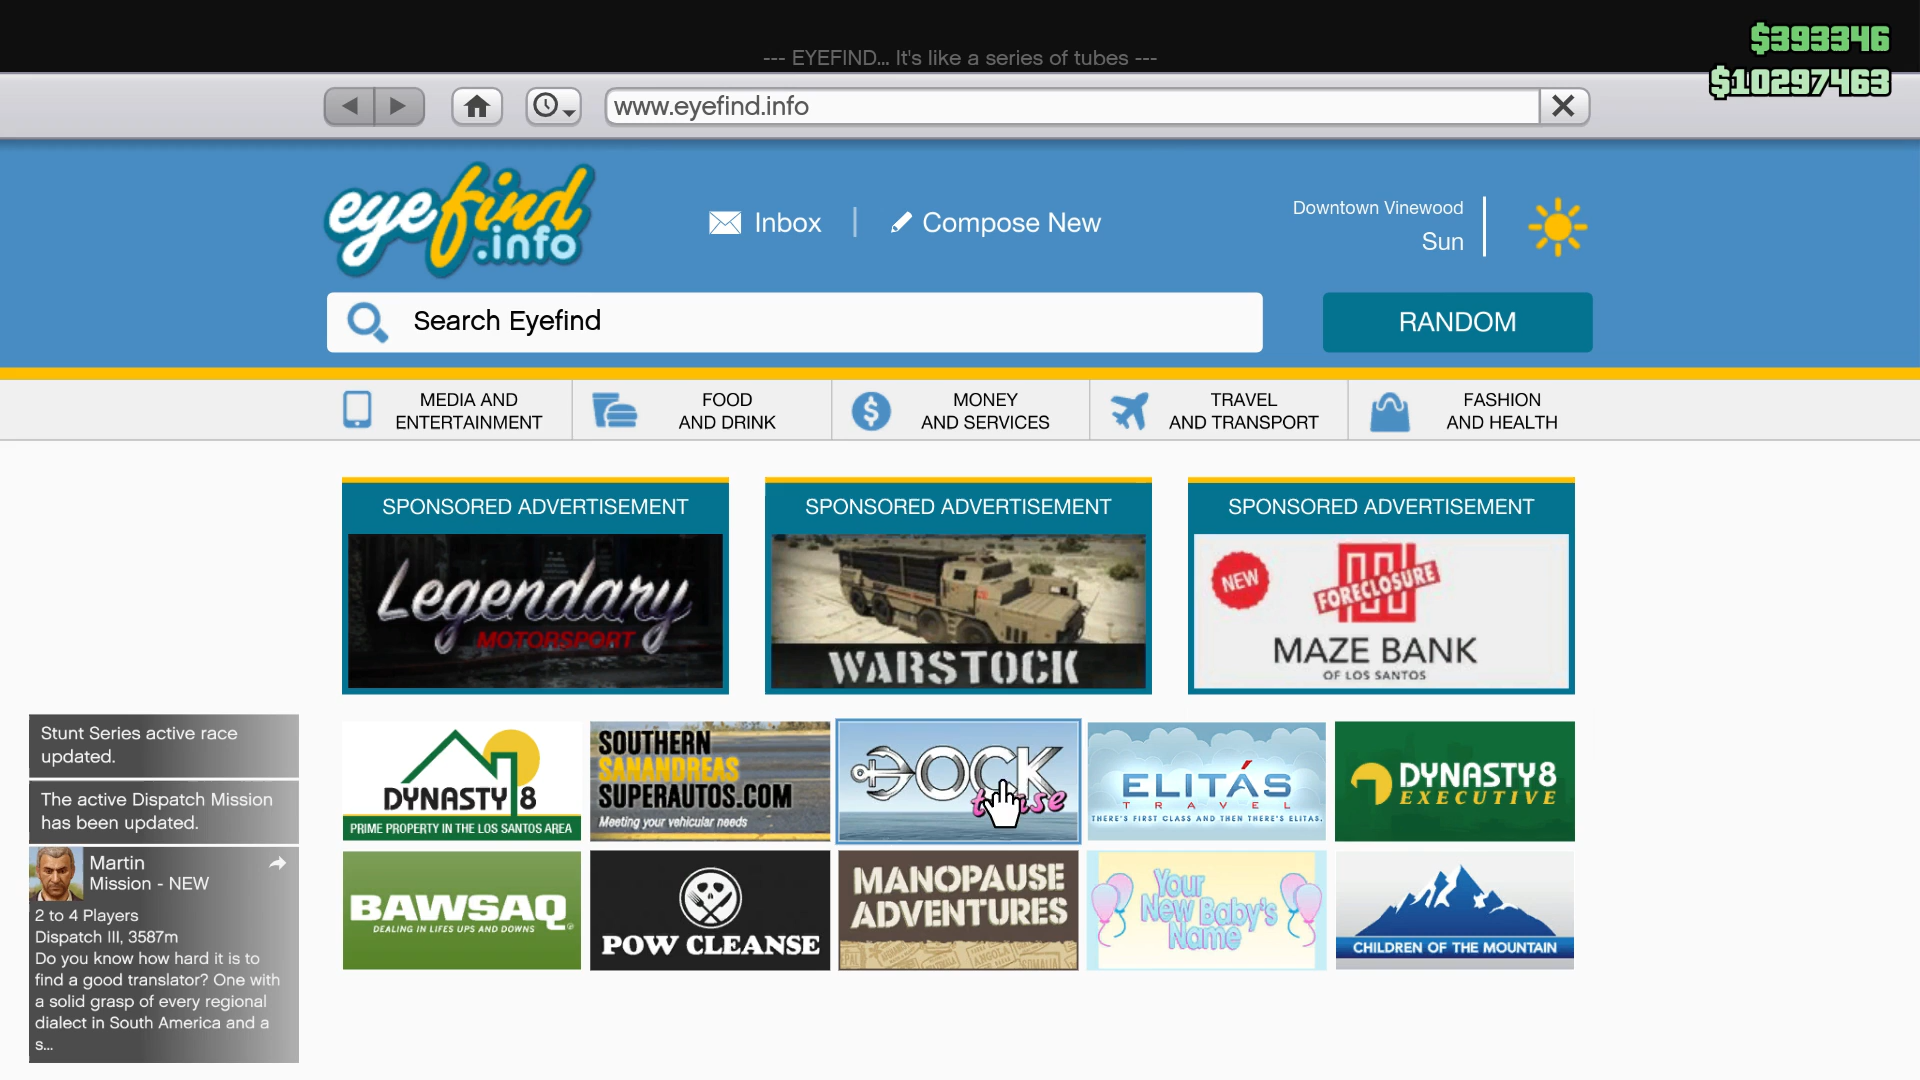 --- EYEFIND... It's like a series of tubes ---
$393346
$10297463
www.eyefind.info
eyefind
.info
Inbox
Compose New
Downtown Vinewood
Sun
Search Eyefind
RANDOM
MEDIA AND
ENTERTAINMENT
FOOD
AND DRINK
MONEY
AND SERVICES
TRAVEL
AND TRANSPORT
FASHION
AND HEALTH
SPONSORED ADVERTISEMENT
Legendary
MOTORSPORT
SPONSORED ADVERTISEMENT
WARSTOCK
SPONSORED ADVERTISEMENT
NEW
FORECLOSURE
MAZE BANK
OF LOS SANTOS
DYNASTY 8
PRIME PROPERTY IN THE LOS SANTOS AREA
SOUTHERN
SANANDREAS
SUPERAUTOS.COM
Meeting your vehicular needs
DOCK
ELITÁS
TRAVEL
THERE'S FIRST CLASS AND THEN THERE'S ELITAS.
DYNASTY 8
EXECUTIVE
BAWSAQ
DEALING IN LIFES UPS AND DOWNS
POW CLEANSE
MANOPAUSE
ADVENTURES
ANGOLA
SOMALIA
Your
New Baby's
Name
CHILDREN OF THE MOUNTAIN
Stunt Series active race
updated.
The active Dispatch Mission
has been updated.
Martin
Mission - NEW
2 to 4 Players
Dispatch III, 3587m
Do you know how hard it is to
find a good translator? One with
a solid grasp of every regional
dialect in South America and a
s...